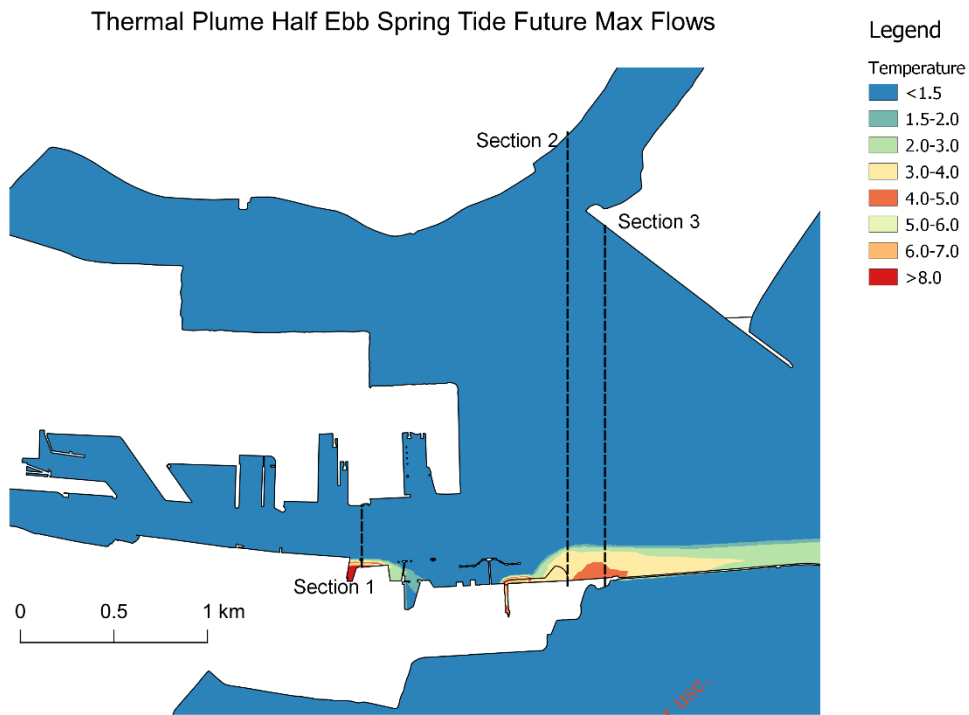 Thermal Plume Half Ebb Spring Tide Future Max Flows
Legend
Temperature
<1.5
1.5-2.0
2.0-3.0
3.0-4.0
4.0-5.0
5.0-6.0
6.0-7.0
>8.0
Section 2
Section 3
Section 1
0 0.5 1 km
use.